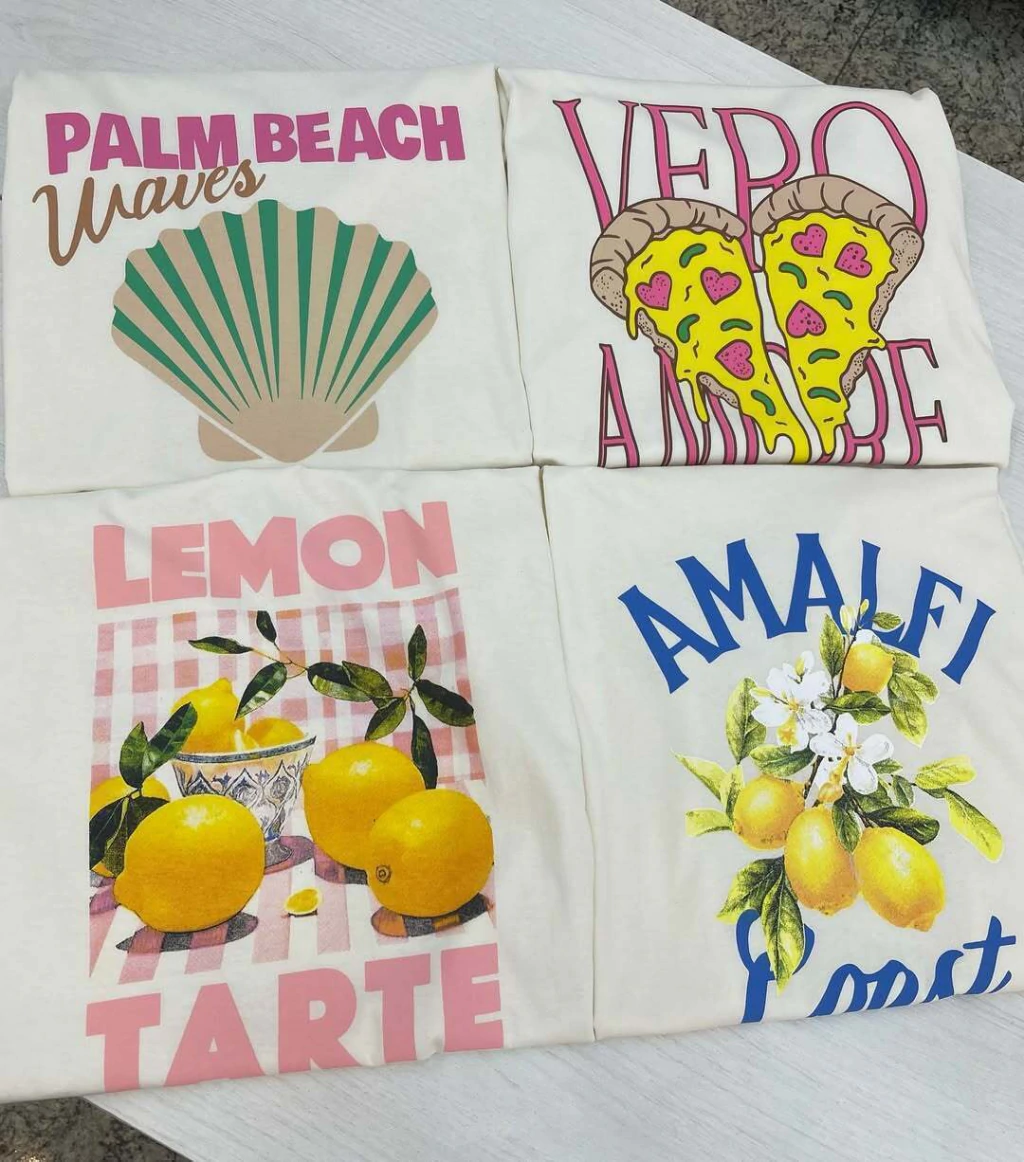 PALM BEACH
Waves
VERO
AMORE
LEMON
TARTE
AMALFI
Coast